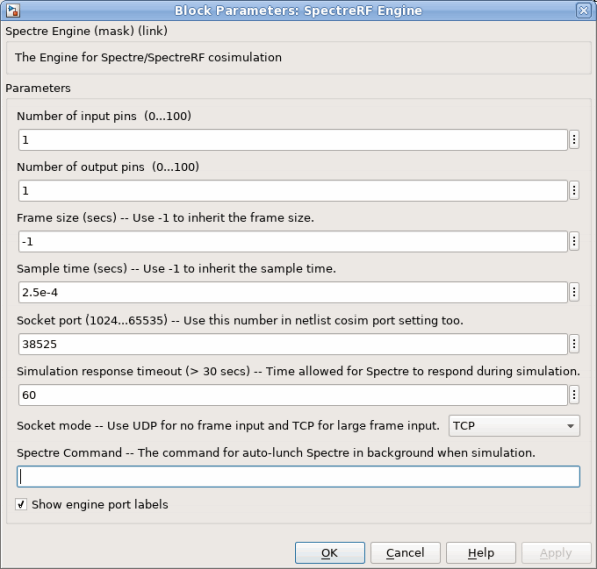 Block Parameters: SpectreRF Engine
Spectre Engine (mask) (link)
The Engine for Spectre/SpectreRF cosimulation
Parameters
Number of input pins  (0...100)
1
Number of output pins  (0...100)
1
Frame size (secs) -- Use -1 to inherit the frame size.
-1
Sample time (secs) -- Use -1 to inherit the sample time.
2.5e-4
Socket port (1024...65535) -- Use this number in netlist cosim port setting too.
38525
Simulation response timeout (> 30 secs) -- Time allowed for Spectre to respond during simulation.
60
Socket mode -- Use UDP for no frame input and TCP for large frame input. TCP
Spectre Command -- The command for auto-lunch Spectre in background when simulation.
Show engine port labels
OK Cancel Help Apply